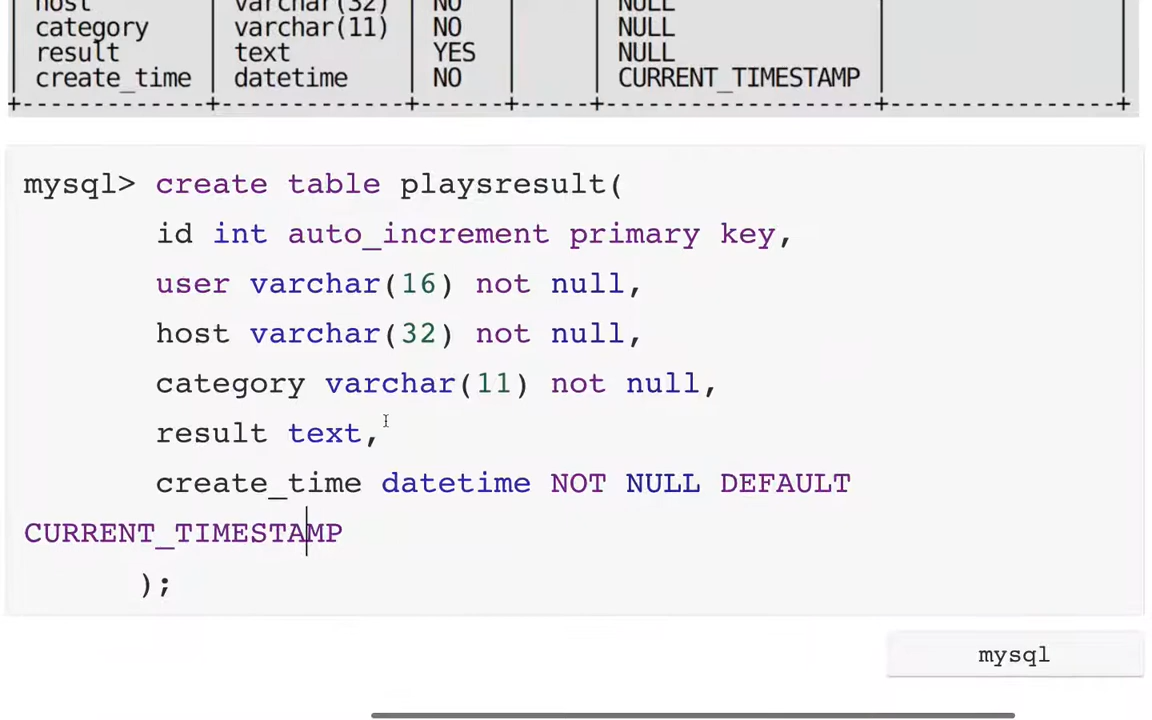 host | varchar(32) | NO | | NULL
category | varchar(11) | NO | | NULL
result | text | YES | | NULL
create_time | datetime | NO | | CURRENT_TIMESTAMP
mysql> create table playsresult(
id int auto_increment primary key,
user varchar(16) not null,
host varchar(32) not null,
category varchar(11) not null,
result text,
create_time datetime NOT NULL DEFAULT
CURRENT_TIMESTAMP
);
mysql